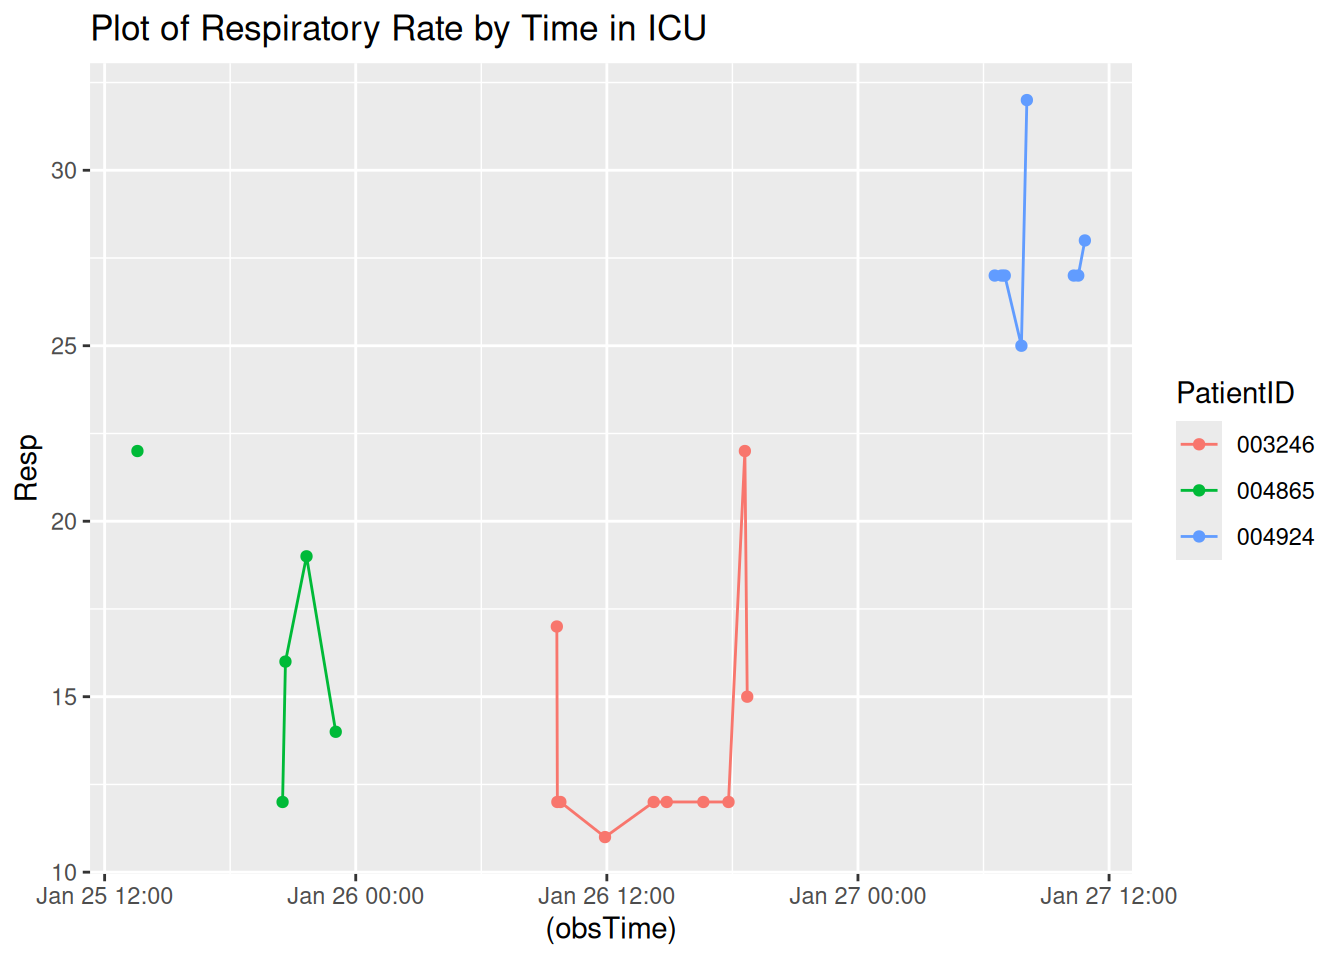 Plot of Respiratory Rate by Time in ICU
Resp
30
25
20
15
10
Jan 25 12:00 Jan 26 00:00 Jan 26 12:00 Jan 27 00:00 Jan 27 12:00
(obsTime)
PatientID
003246
004865
004924